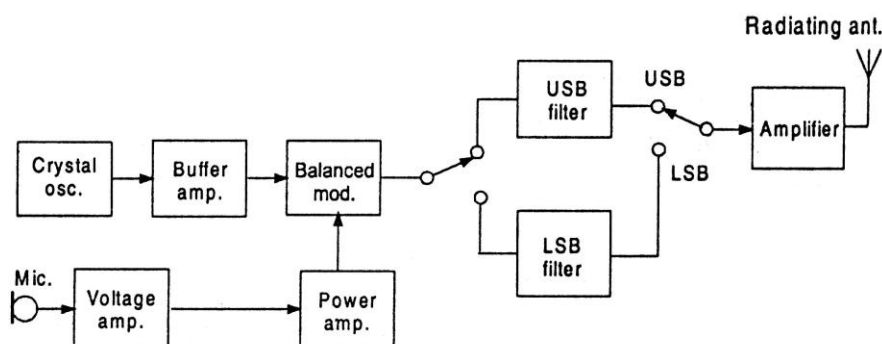 Radiating ant.
USB
filter
USB
Amplifier
Crystal
osc.
Buffer
amp.
Balanced
mod.
LSB
LSB
filter
Mic.
Voltage
amp.
Power
amp.